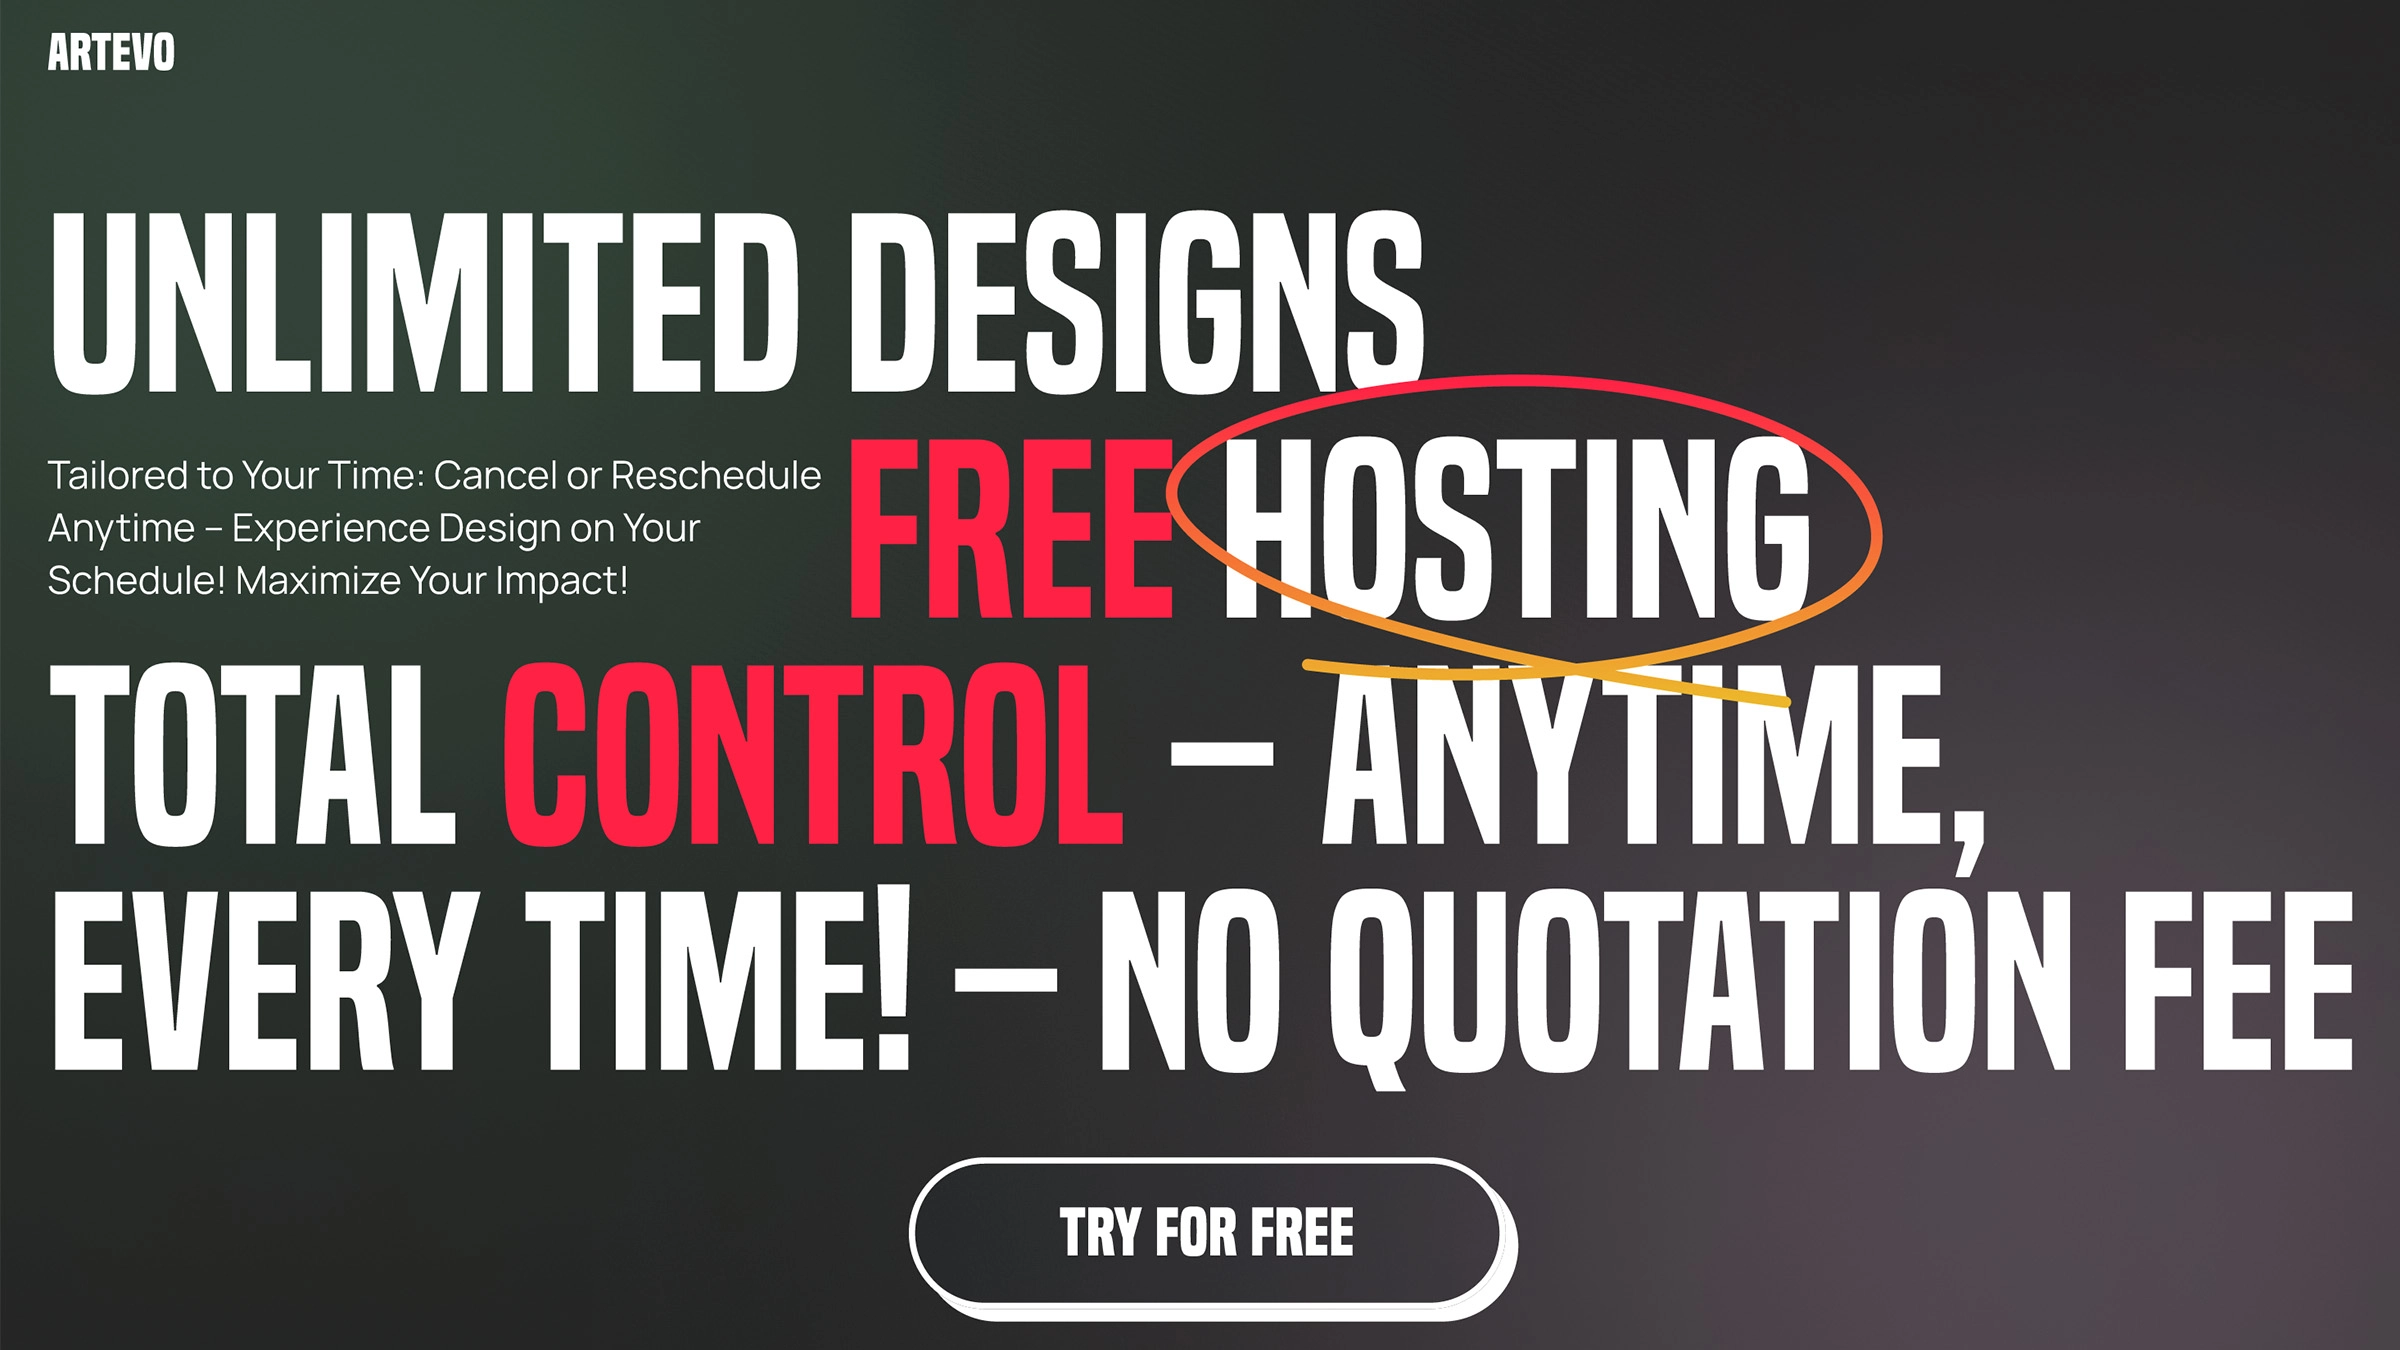 ARTEVO
UNLIMITED DESIGNS
Tailored to Your Time: Cancel or Reschedule
Anytime – Experience Design on Your
Schedule! Maximize Your Impact!
FREE HOSTING
TOTAL CONTROL – ANYTIME,
EVERY TIME! – NO QUOTATION FEE
TRY FOR FREE